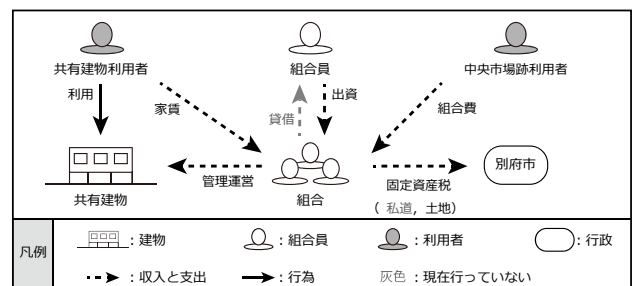 共有建物利用者
組合員
中央市場跡利用者
利用
家賃
貸借
出資
組合費
管理運営
別府市
共有建物
組合
固定資産税
(私道,土地)
凡例
:建物
:組合員
:利用者
:行政
:収入と支出
:行為
灰色:現在行っていない